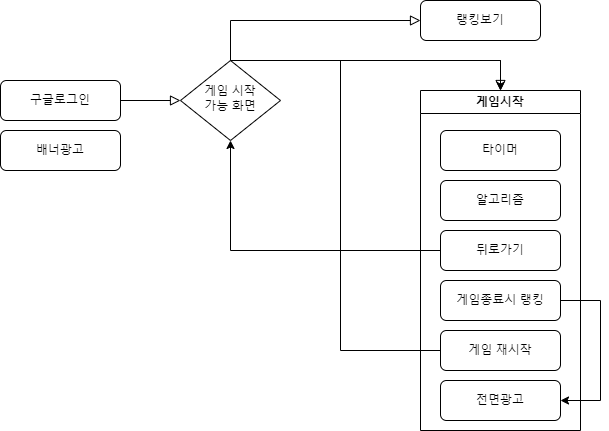 랭킹보기
게임 시작
가능 화면
구글로그인
배너광고
게임시작
타이머
알고리즘
뒤로가기
게임종료시 랭킹
게임 재시작
전면광고